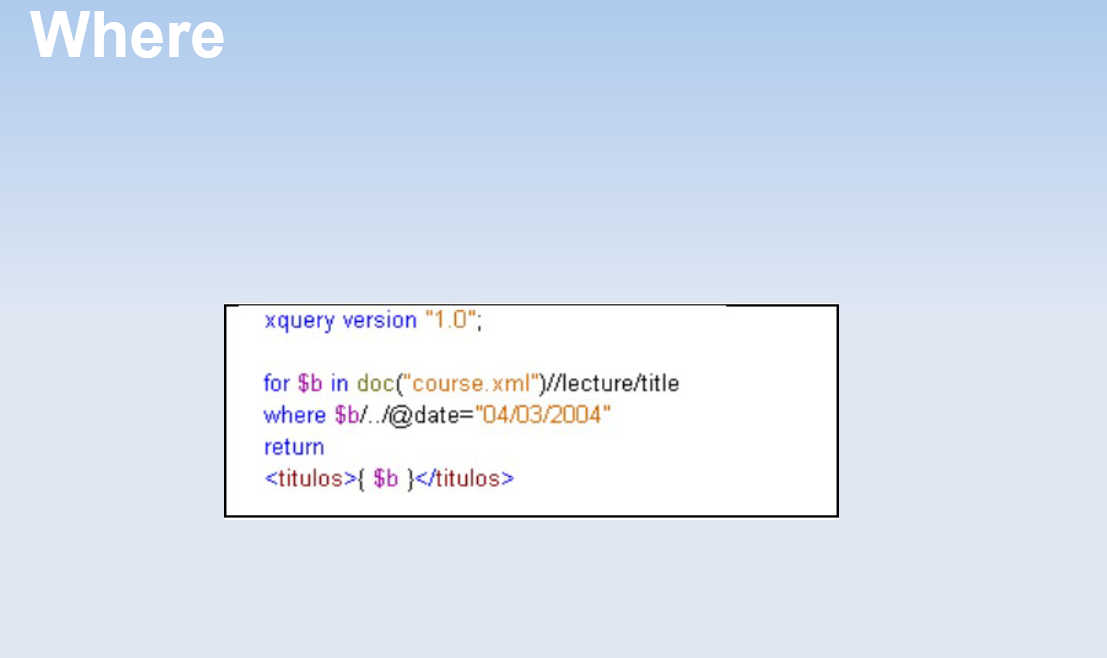 Where
xquery version "1.0";
for $b in doc("course.xml")//lecture/title
where $b/../@date="04/03/2004"
return
<titulos>{ $b }</titulos>